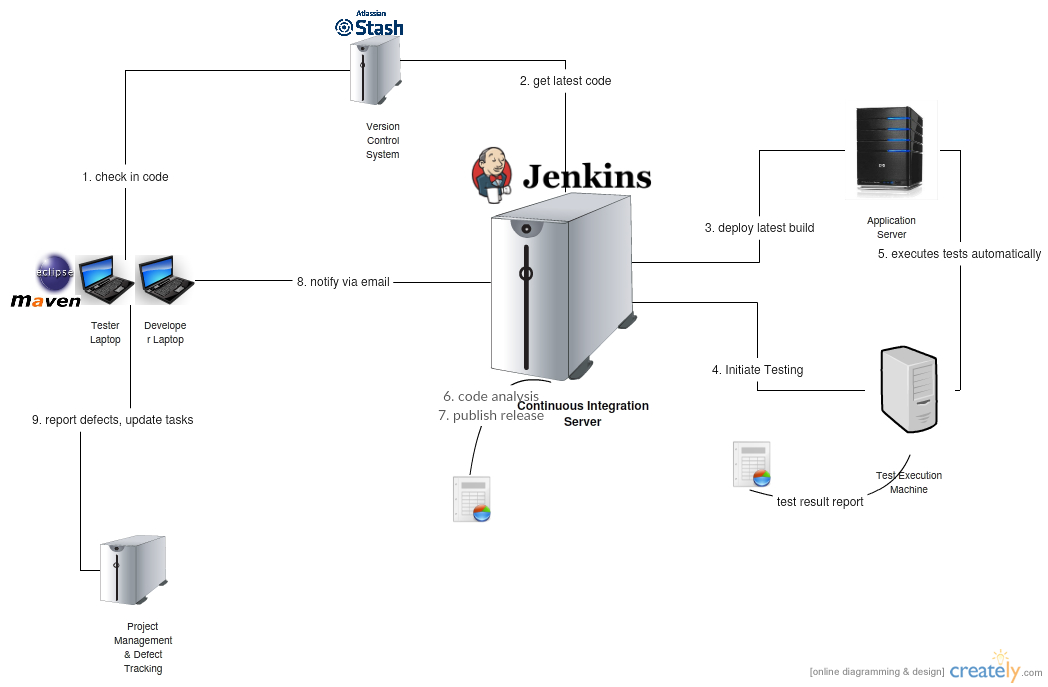 Atlassian
Stash
2. get latest code
Version
Control
System
1. check in code
Jenkins
Application
Server
3. deploy latest build
5. executes tests automatically
eclipse
maven
8. notify via email
Tester
Laptop
Develope
r Laptop
4. Initiate Testing
6. code analysis
7. publish release
Continuous Integration
Server
9. report defects, update tasks
Test Execution
Machine
test result report
Project
Management
& Defect
Tracking
[online diagramming & design] creately.com